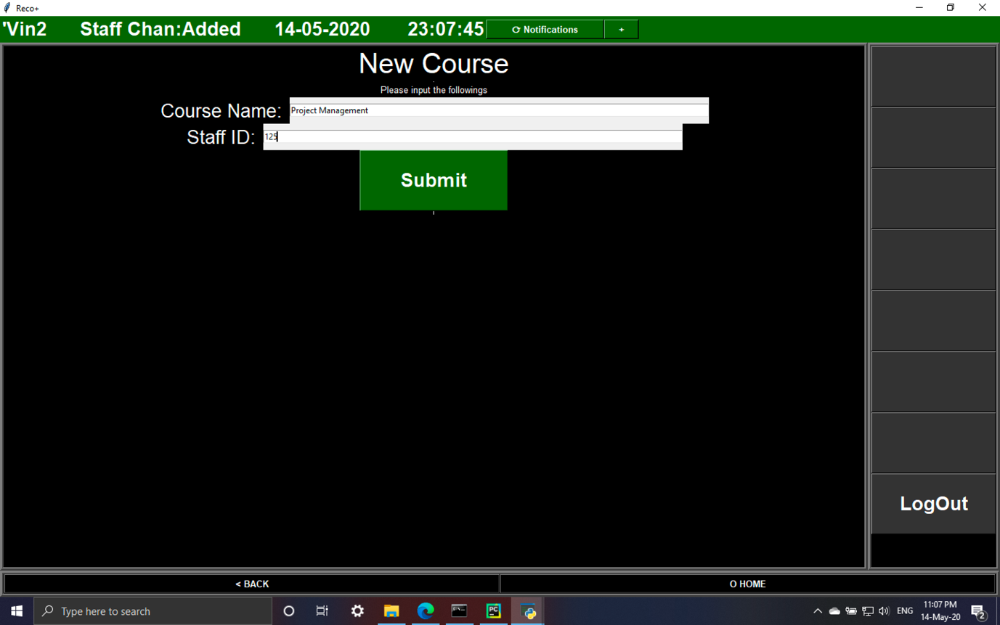 Reco+
'Vin2 Staff Chan:Added 14-05-2020 23:07:45 Notifications +
New Course
Please input the followings
Course Name: Project Management
Staff ID: 125
Submit
LogOut
< BACK O HOME
Type here to search
PC
ENG
11:07 PM
14-May-20
2